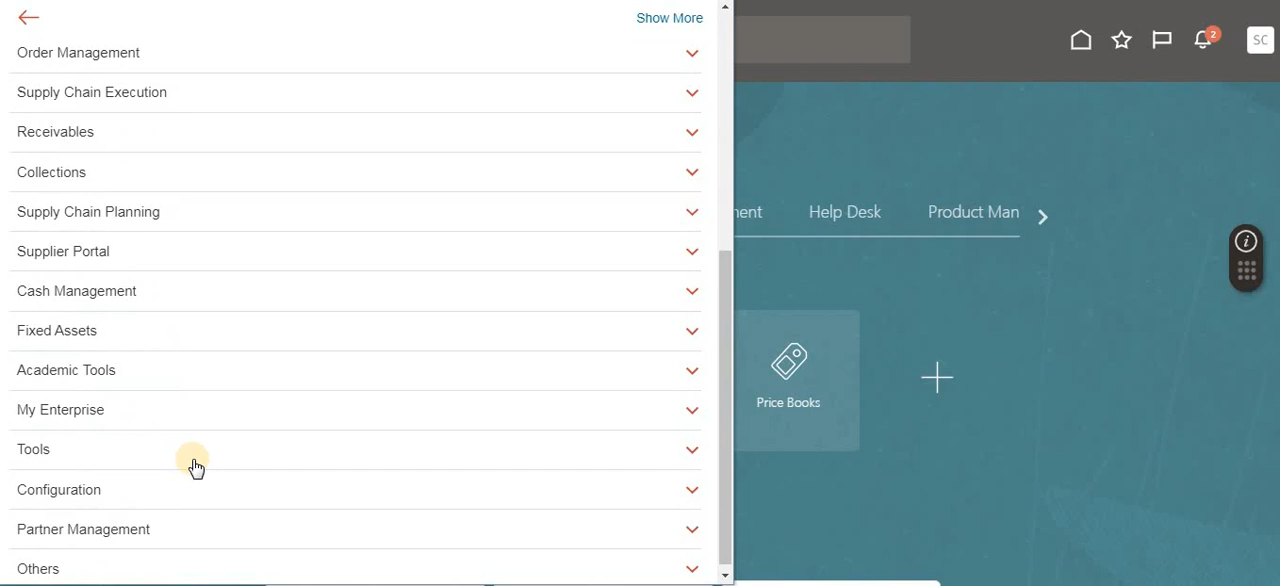 Show More
Order Management
Supply Chain Execution
Receivables
Collections
Supply Chain Planning
Supplier Portal
Cash Management
Fixed Assets
Academic Tools
My Enterprise
Tools
Configuration
Partner Management
Others
2
SC
ment
Help Desk
Product Man
Price Books